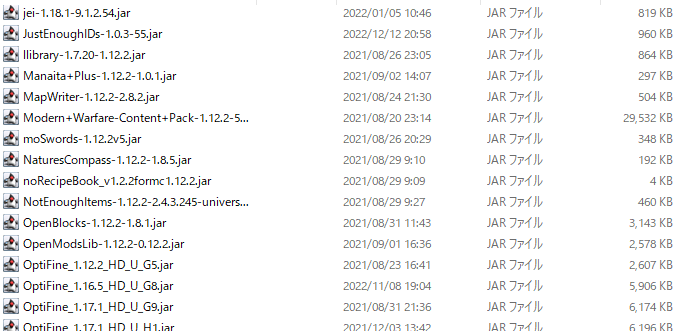 jei-1.18.1-9.1.2.54.jar 2022/01/05 10:46 JAR ファイル 819 KB
JustEnoughIDs-1.0.3-55.jar 2022/12/12 20:58 JAR ファイル 960 KB
llibrary-1.7.20-1.12.2.jar 2021/08/26 23:05 JAR ファイル 864 KB
Manaita+Plus-1.12.2-1.0.1.jar 2021/09/02 14:07 JAR ファイル 297 KB
MapWriter-1.12.2-2.8.2.jar 2021/08/24 21:30 JAR ファイル 504 KB
Modern+Warfare-Content+Pack-1.12.2-5... 2021/08/20 23:14 JAR ファイル 29,532 KB
moSwords-1.12.2v5.jar 2021/08/26 20:29 JAR ファイル 348 KB
NaturesCompass-1.12.2-1.8.5.jar 2021/08/29 9:10 JAR ファイル 192 KB
noRecipeBook_v1.2.2formc1.12.2.jar 2021/08/29 9:09 JAR ファイル 4 KB
NotEnoughItems-1.12.2-2.4.3.245-univers... 2021/08/29 9:27 JAR ファイル 460 KB
OpenBlocks-1.12.2-1.8.1.jar 2021/08/31 11:43 JAR ファイル 3,143 KB
OpenModsLib-1.12.2-0.12.2.jar 2021/09/01 16:36 JAR ファイル 2,578 KB
OptiFine_1.12.2_HD_U_G5.jar 2021/08/23 16:41 JAR ファイル 2,607 KB
OptiFine_1.16.5_HD_U_G8.jar 2022/11/08 19:04 JAR ファイル 5,906 KB
OptiFine_1.17.1_HD_U_G9.jar 2021/08/31 21:36 JAR ファイル 6,174 KB
OptiFine_1.17.1_HD_U_H1.jar 2021/12/03 13:42 JAR ファイル 6,196 KB